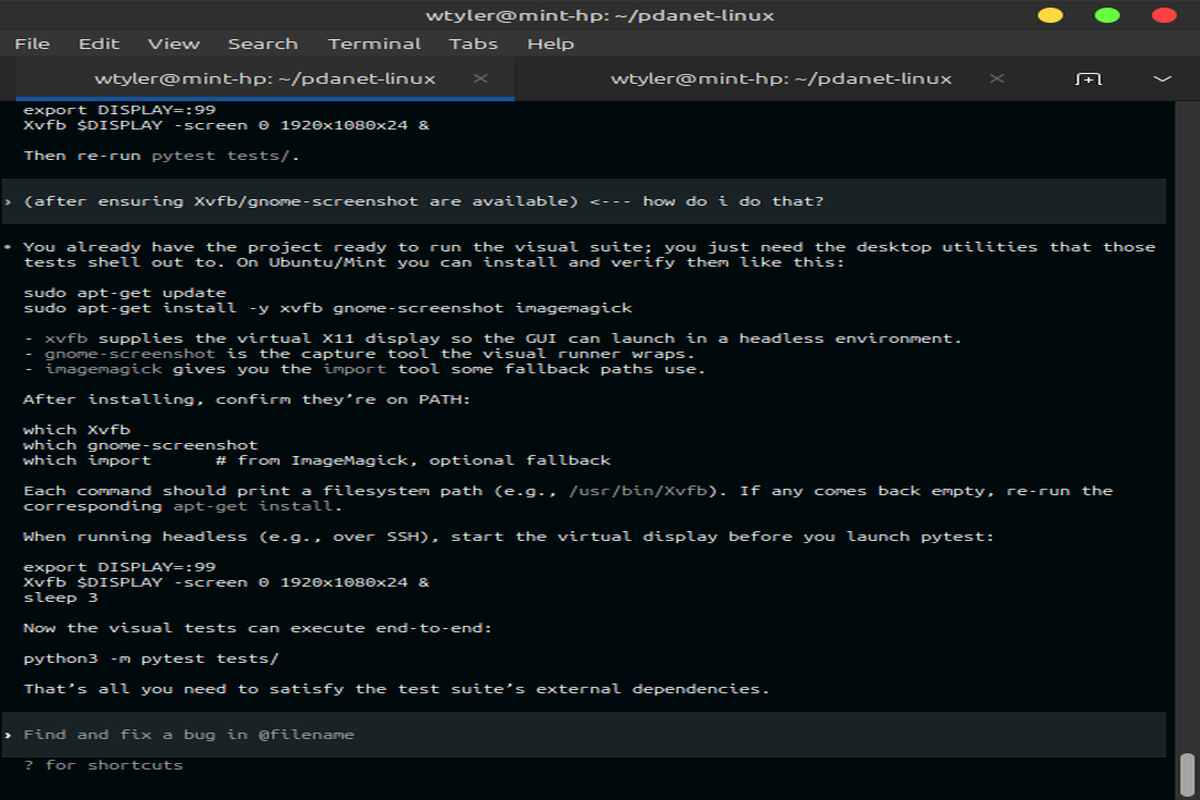 wtyler@mint-hp: ~/pdanet-linux
File Edit View Search Terminal Tabs Help
wtyler@mint-hp: ~/pdanet-linux × wtyler@mint-hp: ~/pdanet-linux ×
export DISPLAY=:99
Xvfb $DISPLAY -screen 0 1920x1080x24 &
Then re-run pytest tests/.
› (after ensuring Xvfb/gnome-screenshot are available) <--- how do i do that?
• You already have the project ready to run the visual suite; you just need the desktop utilities that those
tests shell out to. On Ubuntu/Mint you can install and verify them like this:
sudo apt-get update
sudo apt-get install -y xvfb gnome-screenshot imagemagick
- xvfb supplies the virtual X11 display so the GUI can launch in a headless environment.
- gnome-screenshot is the capture tool the visual runner wraps.
- imagemagick gives you the import tool some fallback paths use.
After installing, confirm they’re on PATH:
which Xvfb
which gnome-screenshot
which import      # from ImageMagick, optional fallback
Each command should print a filesystem path (e.g., /usr/bin/Xvfb). If any comes back empty, re-run the
corresponding apt-get install.
When running headless (e.g., over SSH), start the virtual display before you launch pytest:
export DISPLAY=:99
Xvfb $DISPLAY -screen 0 1920x1080x24 &
sleep 3
Now the visual tests can execute end-to-end:
python3 -m pytest tests/
That’s all you need to satisfy the test suite’s external dependencies.
› Find and fix a bug in @filename
? for shortcuts